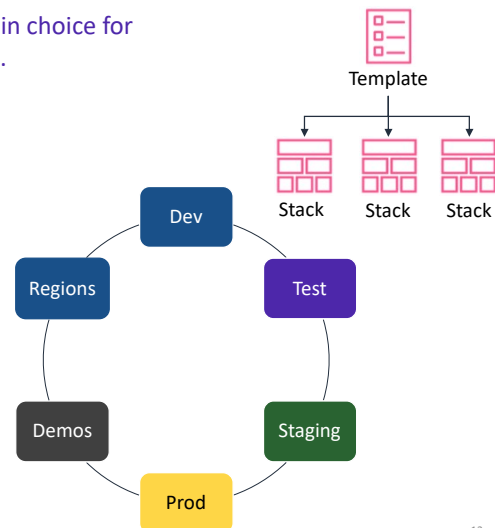 in choice for
.
Template
Stack Stack Stack
Dev
Regions
Test
Demos
Staging
Prod